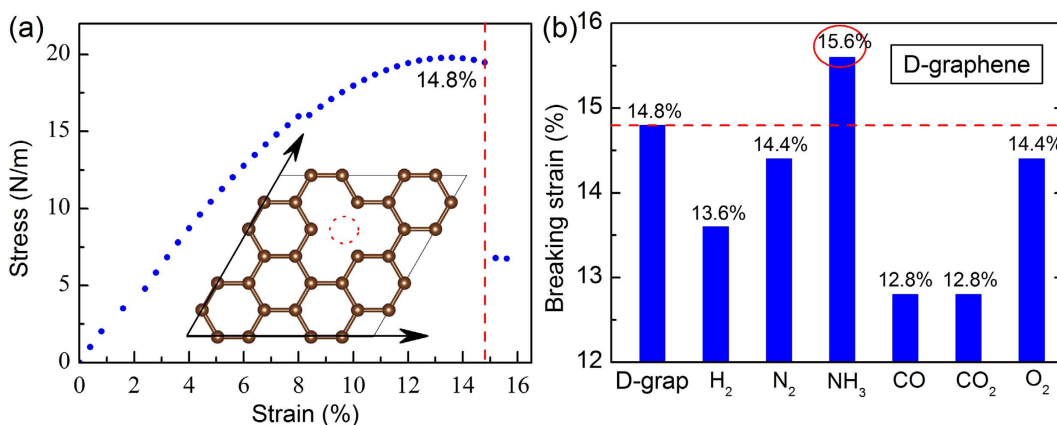 (a)
Stress (N/m)
20
15
10
5
0
14.8%
0 2 4 6 8 10 12 14 16
Strain (%)
(b)
Breaking strain (%)
16
15
14
13
12
D-graphene
14.8%
13.6%
14.4%
15.6%
12.8%
12.8%
14.4%
D-grap H₂ N₂ NH₃ CO CO₂ O₂